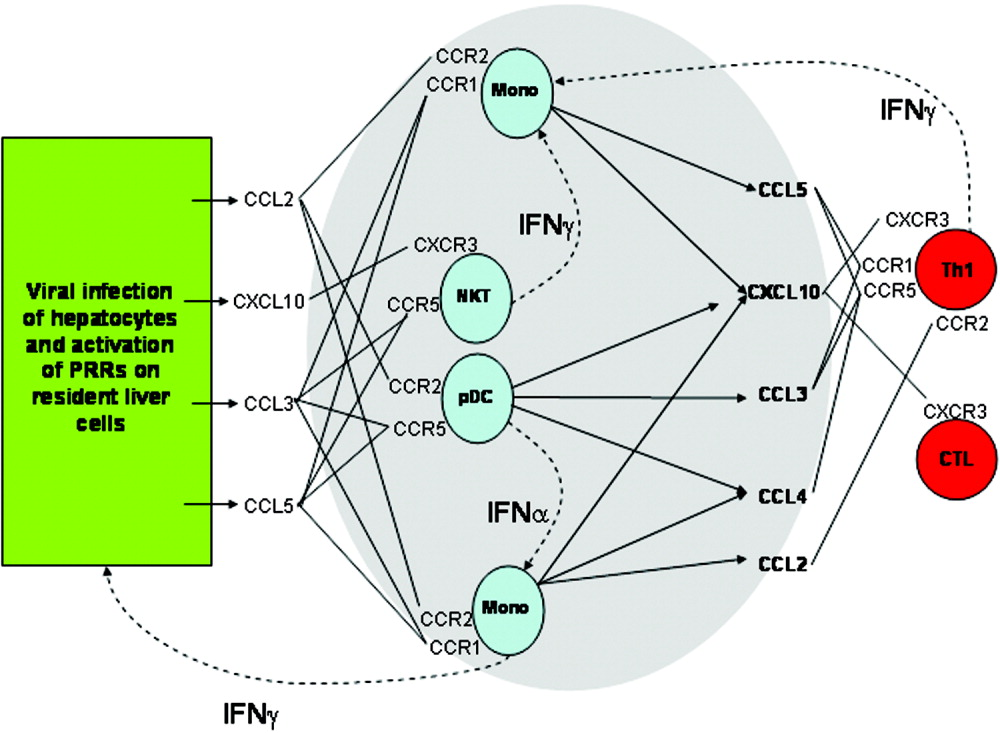 Viral infection
of hepatocytes
and activation
of PRRs on
resident liver
cells
CCL2
CXCL10
CCL3
CCL5
CCR2
CCR1
Mono
CXCR3
CCR5
NKT
CCR2
CCR5
pDC
CCR2
CCR1
Mono
IFNγ
IFNα
IFNγ
CCL5
CXCL10
CCL3
CCL4
CCL2
IFNγ
CXCR3
CCR1
CCR5
Th1
CCR2
CXCR3
CTL